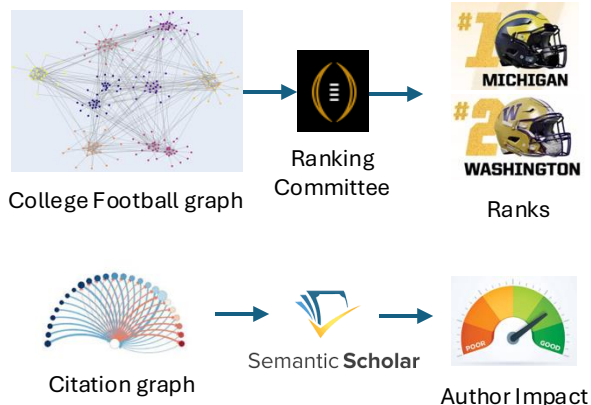 #1
MICHIGAN
#2
W
WASHINGTON
College Football graph
Ranking
Committee
Ranks
Semantic Scholar
POOR
GOOD
Citation graph
Author Impact